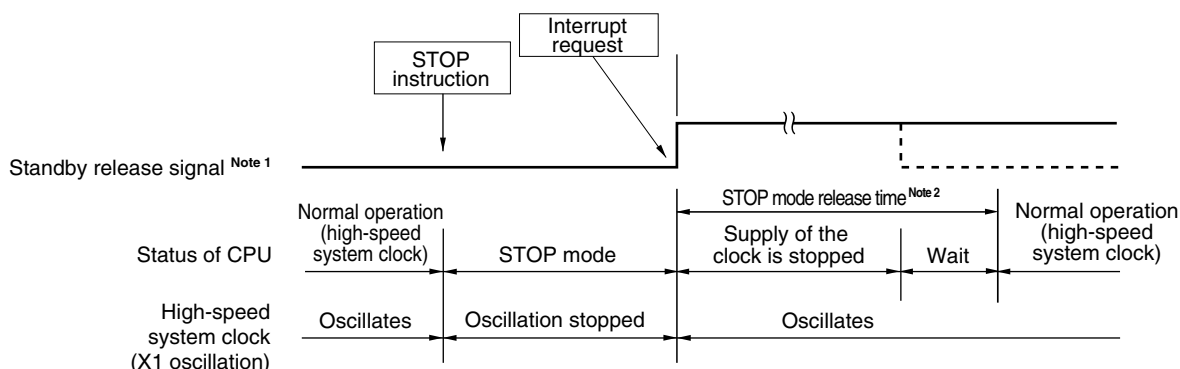 Interrupt
request
STOP
instruction
Standby release signal Note 1
STOP mode release time Note 2
Normal operation
(high-speed
system clock)
Supply of the
clock is stopped
Normal operation
(high-speed
system clock)
Status of CPU
STOP mode
Wait
High-speed
system clock
(X1 oscillation)
Oscillates
Oscillation stopped
Oscillates